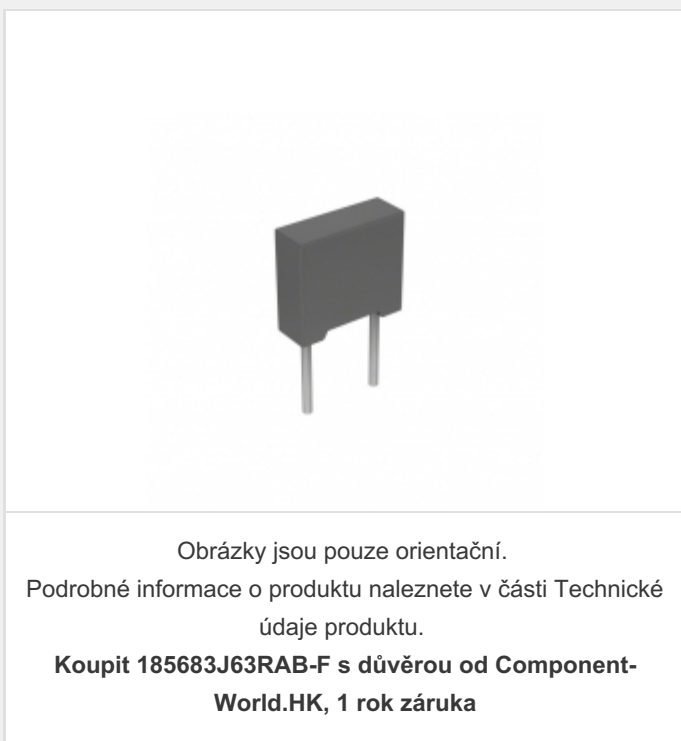 Obrázky jsou pouze orientační.
Podrobné informace o produktu naleznete v části Technické
údaje produktu.
Koupit 185683J63RAB-F s důvěrou od Component-
World.HK, 1 rok záruka